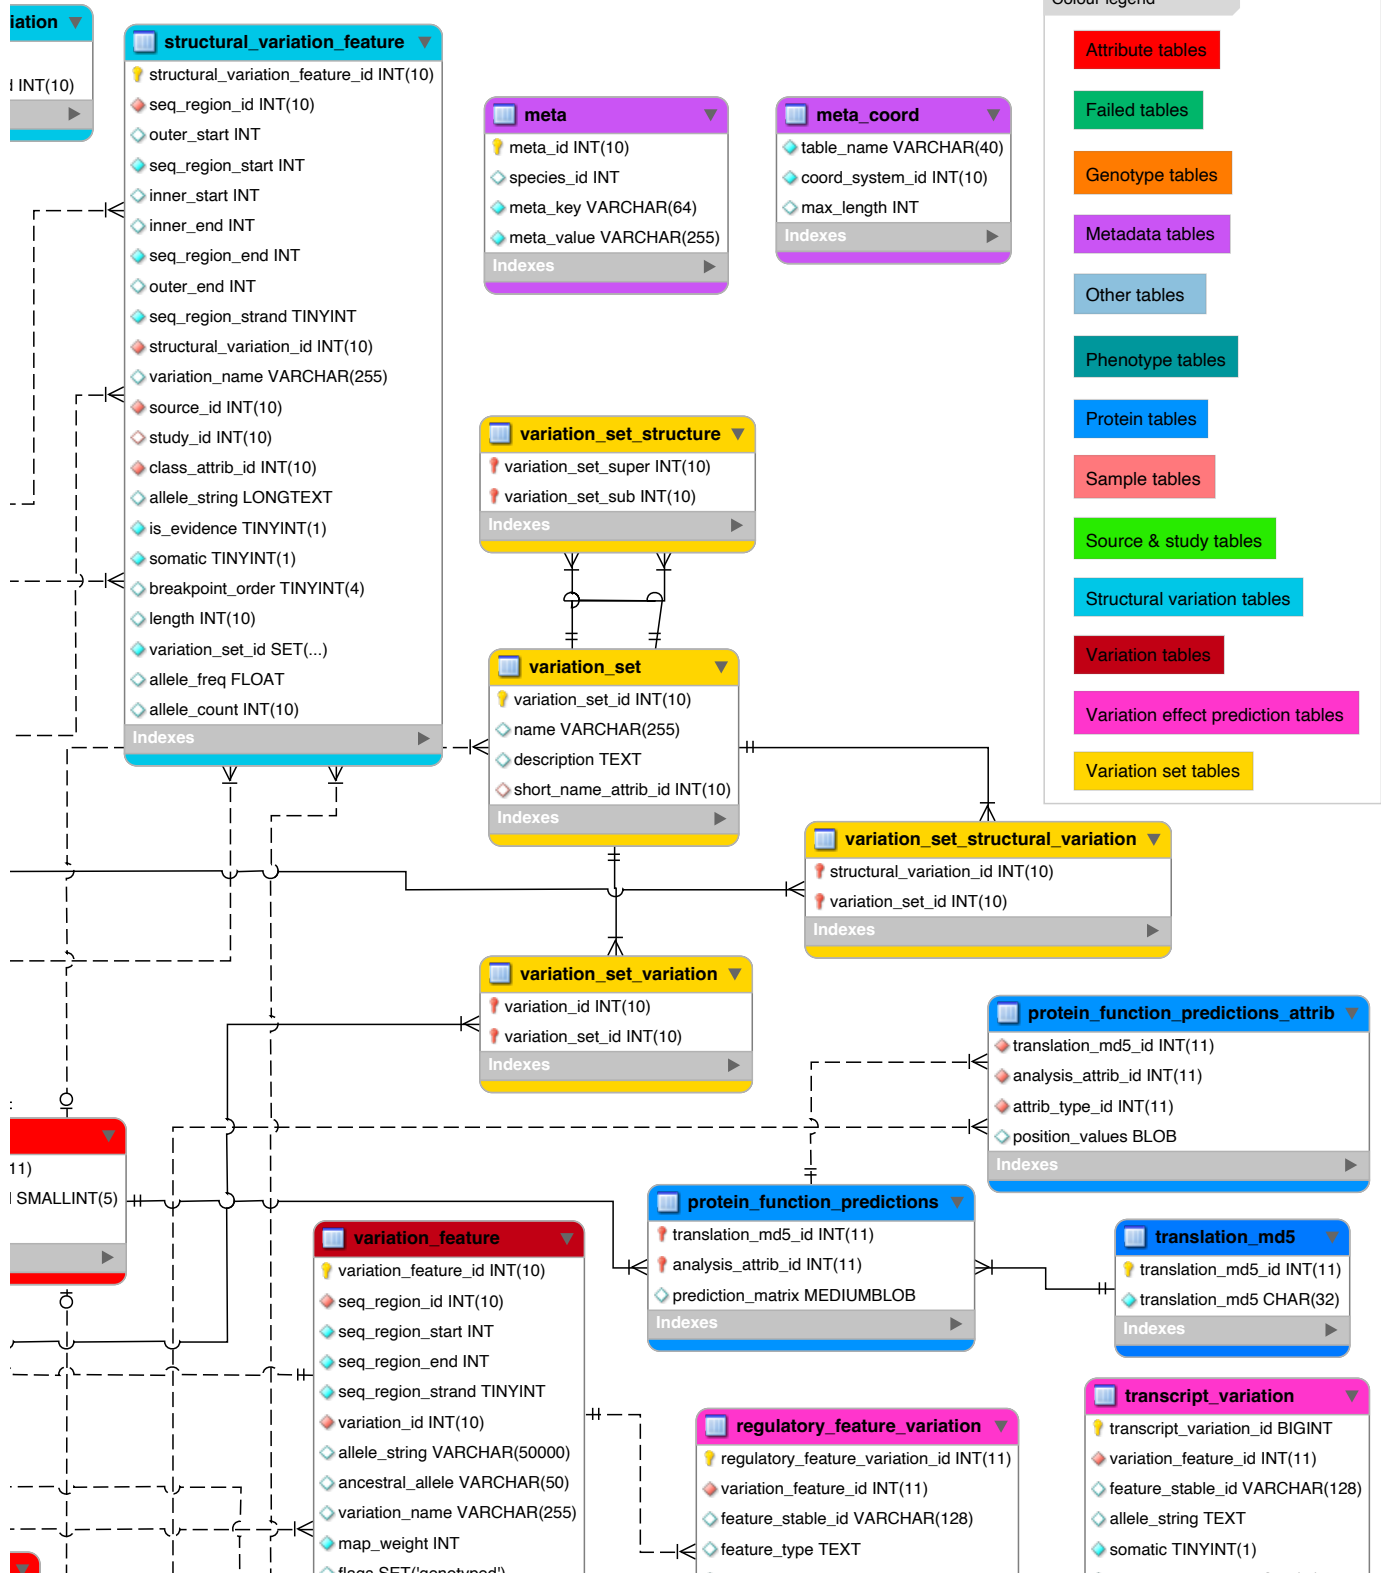 iation
INT(10)
structural_variation_feature
structural_variation_feature_id INT(10)
seq_region_id INT(10)
outer_start INT
seq_region_start INT
inner_start INT
inner_end INT
seq_region_end INT
outer_end INT
seq_region_strand TINYINT
structural_variation_id INT(10)
variation_name VARCHAR(255)
source_id INT(10)
study_id INT(10)
class_attrib_id INT(10)
allele_string LONGTEXT
is_evidence TINYINT(1)
somatic TINYINT(1)
breakpoint_order TINYINT(4)
length INT(10)
variation_set_id SET(...)
allele_freq FLOAT
allele_count INT(10)
Indexes
meta
meta_id INT(10)
species_id INT
meta_key VARCHAR(64)
meta_value VARCHAR(255)
Indexes
meta_coord
table_name VARCHAR(40)
coord_system_id INT(10)
max_length INT
Indexes
Colour legend
Attribute tables
Failed tables
Genotype tables
Metadata tables
Other tables
Phenotype tables
Protein tables
Sample tables
Source & study tables
Structural variation tables
Variation tables
Variation effect prediction tables
Variation set tables
variation_set_structure
variation_set_super INT(10)
variation_set_sub INT(10)
Indexes
variation_set
variation_set_id INT(10)
name VARCHAR(255)
description TEXT
short_name_attrib_id INT(10)
Indexes
variation_set_structural_variation
structural_variation_id INT(10)
variation_set_id INT(10)
Indexes
variation_set_variation
variation_id INT(10)
variation_set_id INT(10)
Indexes
protein_function_predictions_attrib
translation_md5_id INT(11)
analysis_attrib_id INT(11)
attrib_type_id INT(11)
position_values BLOB
Indexes
11)
SMALLINT(5)
protein_function_predictions
translation_md5_id INT(11)
analysis_attrib_id INT(11)
prediction_matrix MEDIUMBLOB
Indexes
translation_md5
translation_md5_id INT(11)
translation_md5 CHAR(32)
Indexes
variation_feature
variation_feature_id INT(10)
seq_region_id INT(10)
seq_region_start INT
seq_region_end INT
seq_region_strand TINYINT
variation_id INT(10)
allele_string VARCHAR(50000)
ancestral_allele VARCHAR(50)
variation_name VARCHAR(255)
map_weight INT
flags SET('genotyped')
regulatory_feature_variation
regulatory_feature_variation_id INT(11)
variation_feature_id INT(11)
feature_stable_id VARCHAR(128)
feature_type TEXT
transcript_variation
transcript_variation_id BIGINT
variation_feature_id INT(11)
feature_stable_id VARCHAR(128)
allele_string TEXT
somatic TINYINT(1)